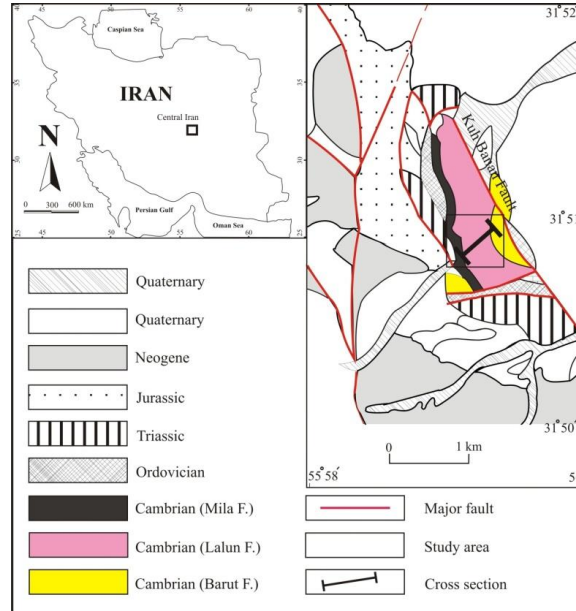 Caspian Sea
IRAN
Central Iran
N
0 300 600 km
Persian Gulf
Oman Sea
35
30
25
45
50
55
60
63
31°52
31°51
31°50
55°58′
Kuh Banan Fault
0 1 km
Quaternary
Quaternary
Neogene
Jurassic
Triassic
Ordovician
Cambrian (Mila F.)
Cambrian (Lalun F.)
Cambrian (Barut F.)
Major fault
Study area
Cross section